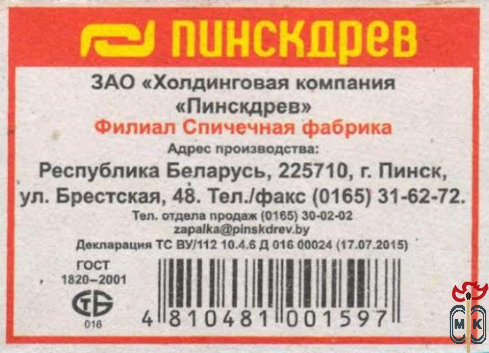 ПИНСКДРЕВ
ЗАО «Холдинговая компания
«Пинскдрев»
Филиал Спичечная фабрика
Адрес производства:
Республика Беларусь, 225710, г. Пинск,
ул. Брестская, 48. Тел./факс (0165) 31-62-72.
Тел. отдела продаж (0165) 30-02-02
zapalka@pinskdrev.by
Декларация ТС BY/112 10.4.6 Д 016 00024 (17.07.2015)
ГОСТ
1820–2001
СТБ
016
4 810481 001597
М К